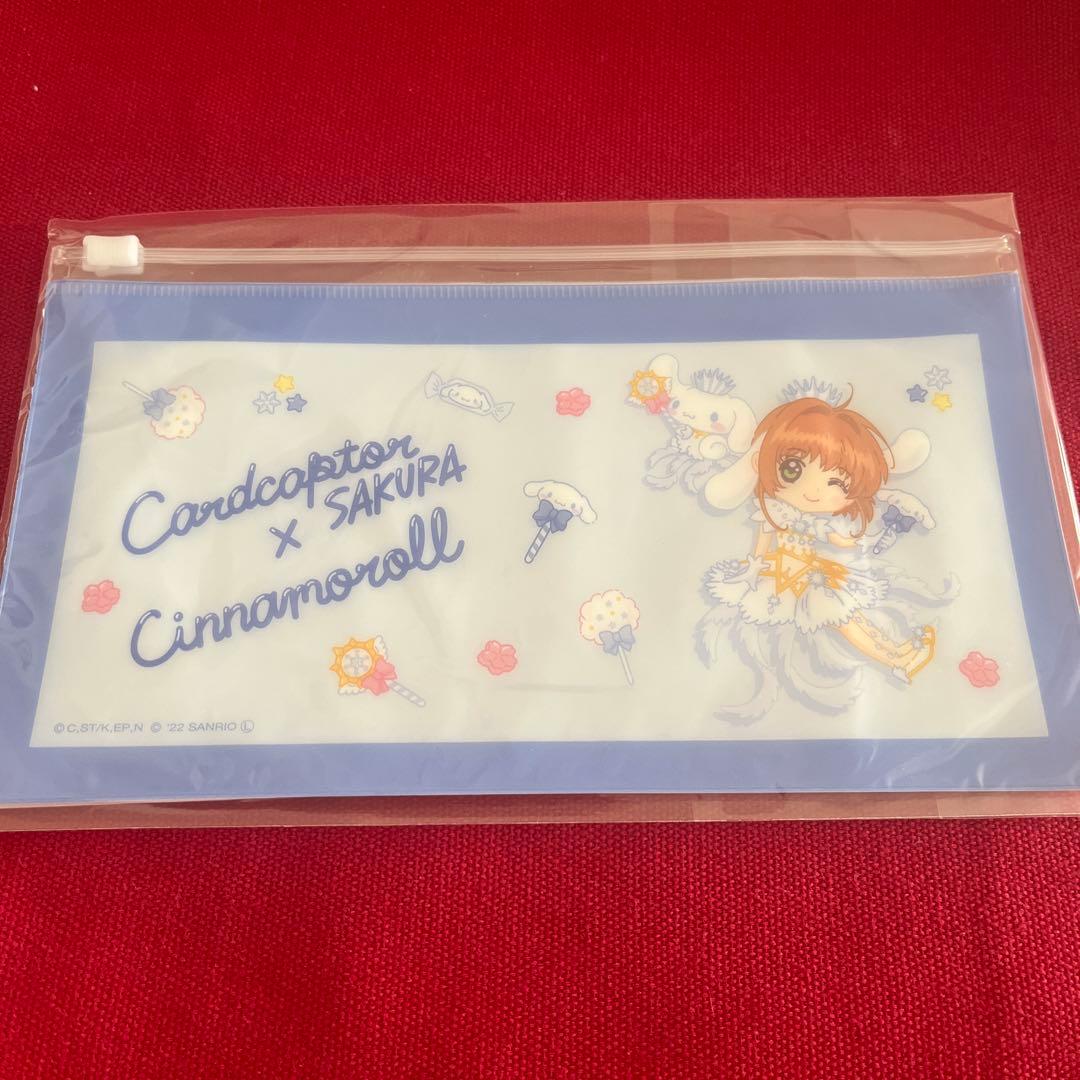 Cardcaptor
× SAKURA
Cinnamoroll
© C,ST/K,EP,N © '22 SANRIO Ⓛ